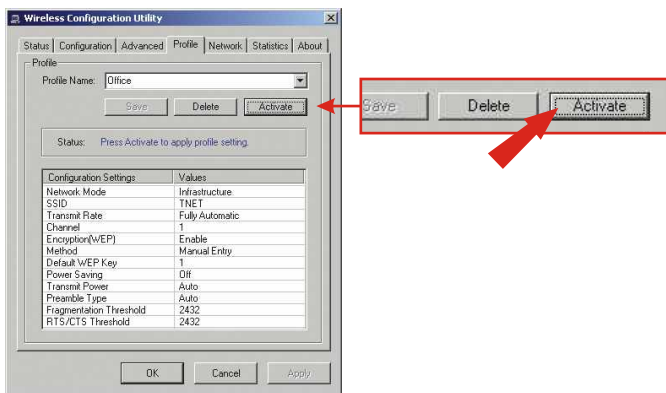 Wireless Configuration Utility
Status Configuration Advanced Profile Network Statistics About
Profile
Profile Name: Office
Save Delete Activate
Status: Press Activate to apply profile setting.
Configuration Settings Values
Network Mode Infrastructure
SSID TNET
Transmit Rate Fully Automatic
Channel 1
Encryption(WEP) Enable
Method Manual Entry
Default WEP Key 1
Power Saving Off
Transmit Power Auto
Preamble Type Auto
Fragmentation Threshold 2432
RTS/CTS Threshold 2432
OK Cancel Apply
Save Delete Activate